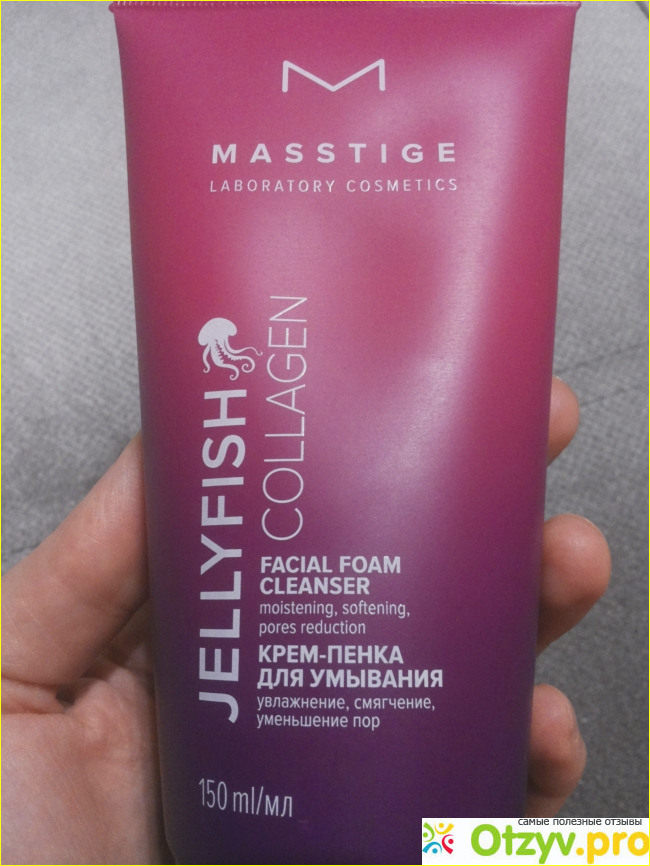 MASSTIGE
LABORATORY COSMETICS
JELLYFISH
COLLAGEN
FACIAL FOAM
CLEANSER
moistening, softening,
pores reduction
КРЕМ-ПЕНКА
ДЛЯ УМЫВАНИЯ
увлажнение, смягчение,
уменьшение пор
150 ml/мл
самые полезные отзывы
Otzyv.pro